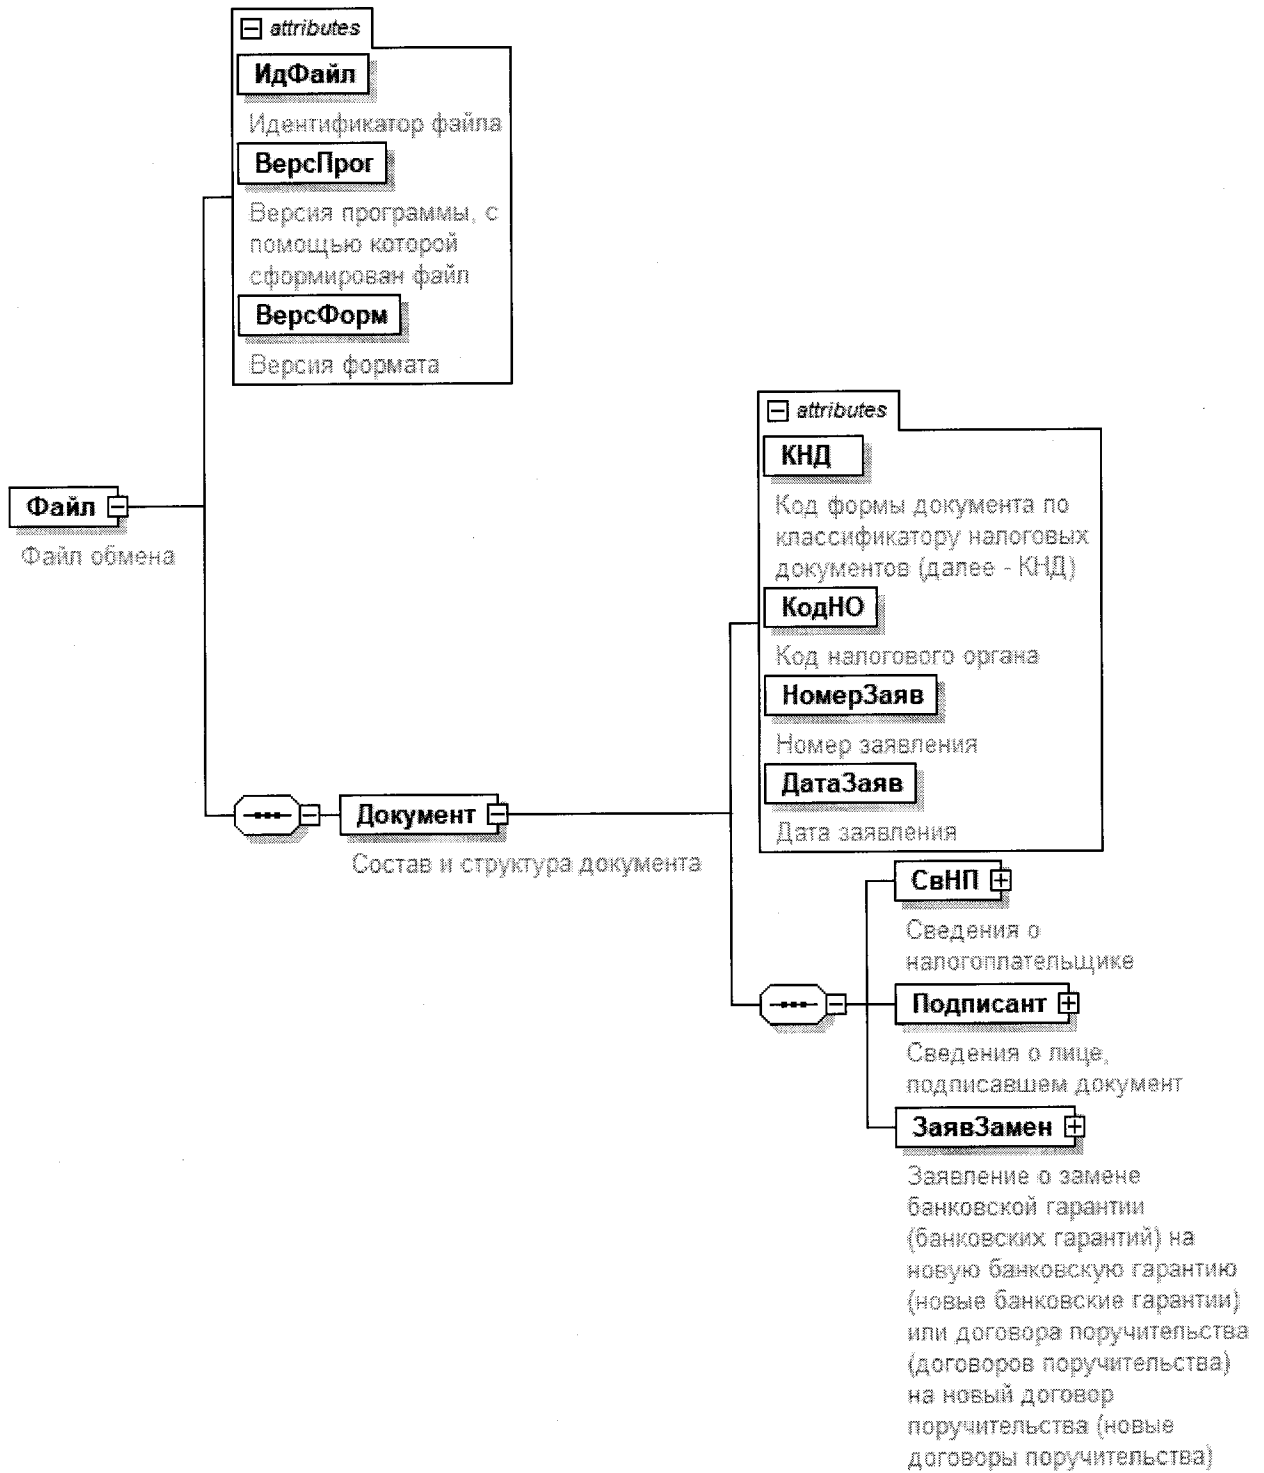 attributes
ИдФайл
Идентификатор файла
ВерсПрог
Версия программы, с
помощью которой
сформирован файл
ВерсФорм
Версия формата
Файл
Файл обмена
Документ
Состав и структура документа
attributes
КНД
Код формы документа по
классификатору налоговых
документов (далее - КНД)
КодНО
Код налогового органа
НомерЗаяв
Номер заявления
ДатаЗаяв
Дата заявления
СвНП
Сведения о
налогоплательщике
Подписант
Сведения о лице,
подписавшем документ
ЗаявЗамен
Заявление о замене
банковской гарантии
(банковских гарантий) на
новую банковскую гарантию
(новые банковские гарантии)
или договора поручительства
(договоров поручительства)
на новый договор
поручительства (новые
договоры поручительства)